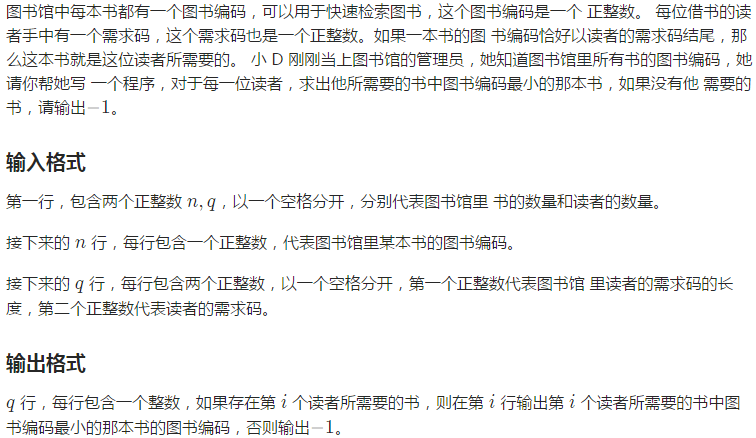 图书馆中每本书都有一个图书编码，可以用于快速检索图书，这个图书编码是一个 正整数。 每位借书的读
者手中有一个需求码，这个需求码也是一个正整数。如果一本书的图 书编码恰好以读者的需求码结尾，那
么这本书就是这位读者所需要的。 小 D 刚刚当上图书馆的管理员，她知道图书馆里所有书的图书编码，她
请你帮她写 一个程序，对于每一位读者，求出他所需要的书中图书编码最小的那本书，如果没有他 需要的
书，请输出−1。
输入格式
第一行，包含两个正整数 n, q，以一个空格分开，分别代表图书馆里 书的数量和读者的数量。
接下来的 n 行，每行包含一个正整数，代表图书馆里某本书的图书编码。
接下来的 q 行，每行包含两个正整数，以一个空格分开，第一个正整数代表图书馆 里读者的需求码的长
度，第二个正整数代表读者的需求码。
输出格式
q 行，每行包含一个整数，如果存在第 i 个读者所需要的书，则在第 i 行输出第 i 个读者所需要的书中图
书编码最小的那本书的图书编码，否则输出−1。